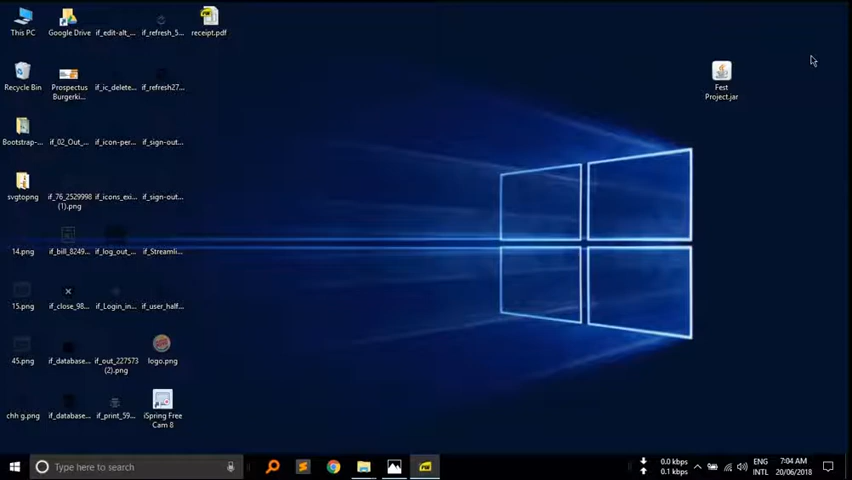 This PC
Google Drive
if_edit-alt_...
if_refresh_5...
receipt.pdf
Recycle Bin
Prospectus
Burgerki...
if_ic_delete...
if_refresh27...
Fest
Project.jar
Bootstrap-...
if_02_Out_...
if_icon-per...
if_sign-out...
svgtopng
if_76_2529998
(1).png
if_icons_exi...
if_sign-out...
14.png
if_bill_8249...
if_log_out_...
if_Streamli...
15.png
if_close_98...
if_Login_in...
if_user_half...
45.png
if_database...
if_out_227573
(2).png
logo.png
chh g.png
if_database...
if_print_59...
iSpring Free
Cam 8
Type here to search
0.0 kbps
0.1 kbps
ENG
INTL
7:04 AM
20/06/2018